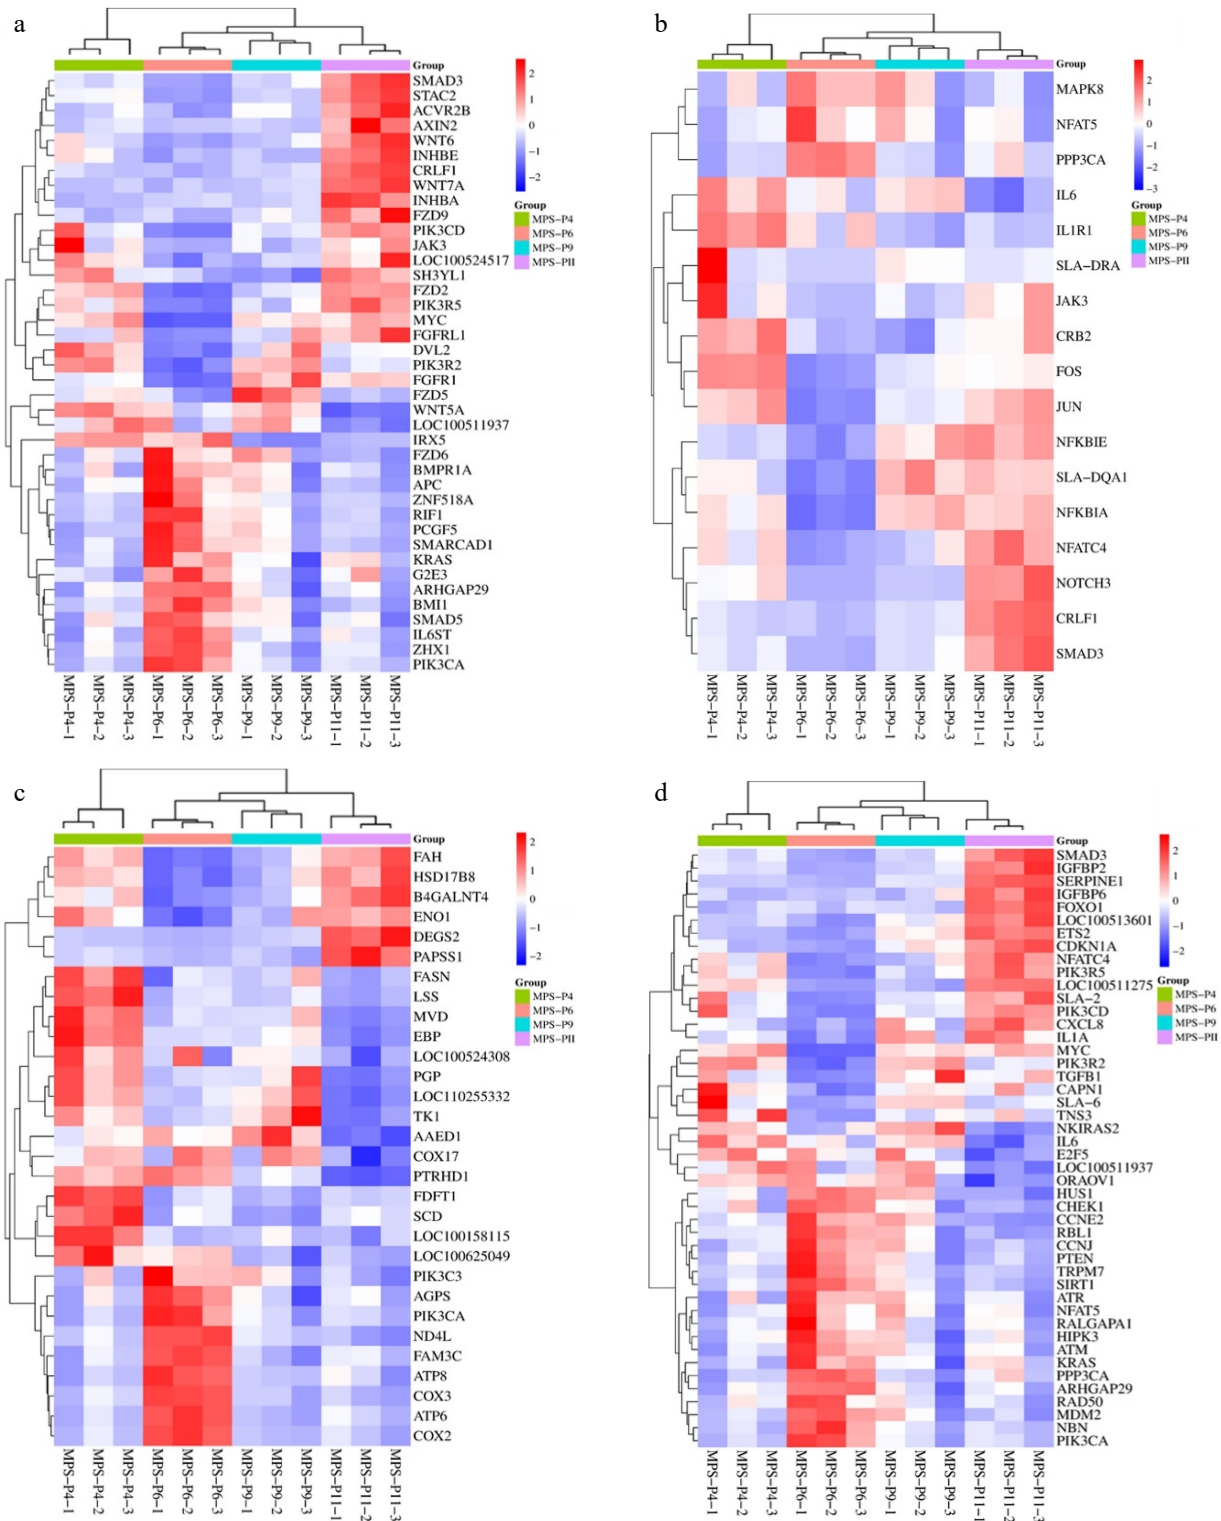 a
Group
2
1
0
−1
−2
Group
MPS-P4
MPS-P6
MPS-P9
MPS-PII
SMAD3
STAC2
ACVR2B
AXIN2
WNT6
INHBE
CRLF1
WNT7A
INHBA
FZD9
PIK3CD
JAK3
LOC100524517
SH3YL1
FZD2
PIK3R5
MYC
FGFRL1
DVL2
PIK3R2
FGFR1
FZD5
WNT5A
LOC100511937
IRX5
FZD6
BMPR1A
APC
ZNF518A
RIF1
PCGF5
SMARCAD1
KRAS
G2E3
ARHGAP29
BMI1
SMAD5
IL6ST
ZHX1
PIK3CA
MPS-P4-1
MPS-P4-2
MPS-P4-3
MPS-P6-1
MPS-P6-2
MPS-P6-3
MPS-P9-1
MPS-P9-2
MPS-P9-3
MPS-P11-1
MPS-P11-2
MPS-P11-3
b
Group
2
1
0
−1
−2
−3
Group
MPS-P4
MPS-P6
MPS-P9
MPS-PII
MAPK8
NFAT5
PPP3CA
IL6
IL1R1
SLA-DRA
JAK3
CRB2
FOS
JUN
NFKBIE
SLA-DQA1
NFKBIA
NFATC4
NOTCH3
CRLF1
SMAD3
MPS-P4-1
MPS-P4-2
MPS-P4-3
MPS-P6-1
MPS-P6-2
MPS-P6-3
MPS-P9-1
MPS-P9-2
MPS-P9-3
MPS-P11-1
MPS-P11-2
MPS-P11-3
c
Group
2
1
0
−1
−2
Group
MPS-P4
MPS-P6
MPS-P9
MPS-PII
FAH
HSD17B8
B4GALNT4
ENO1
DEGS2
PAPSS1
FASN
LSS
MVD
EBP
LOC100524308
PGP
LOC110255332
TK1
AAED1
COX17
PTRHD1
FDFT1
SCD
LOC100158115
LOC100625049
PIK3C3
AGPS
PIK3CA
ND4L
FAM3C
ATP8
COX3
ATP6
COX2
MPS-P4-1
MPS-P4-2
MPS-P4-3
MPS-P6-1
MPS-P6-2
MPS-P6-3
MPS-P9-1
MPS-P9-2
MPS-P9-3
MPS-P11-1
MPS-P11-2
MPS-P11-3
d
Group
2
1
0
−1
−2
Group
MPS-P4
MPS-P6
MPS-P9
MPS-PII
SMAD3
IGFBP2
SERPINE1
IGFBP6
FOXO1
LOC100513601
ETS2
CDKN1A
NFATC4
PIK3R5
LOC100511275
SLA-2
PIK3CD
CXCL8
IL1A
MYC
PIK3R2
TGFB1
CAPN1
SLA-6
TNS3
NKIRAS2
IL6
E2F5
LOC100511937
ORAOV1
HUS1
CHEK1
CCNE2
RBL1
CCNJ
PTEN
TRPM7
SIRT1
ATR
NFAT5
RALGAPA1
HIPK3
ATM
KRAS
PPP3CA
ARHGAP29
RAD50
MDM2
NBN
PIK3CA
MPS-P4-1
MPS-P4-2
MPS-P4-3
MPS-P6-1
MPS-P6-2
MPS-P6-3
MPS-P9-1
MPS-P9-2
MPS-P9-3
MPS-P11-1
MPS-P11-2
MPS-P11-3